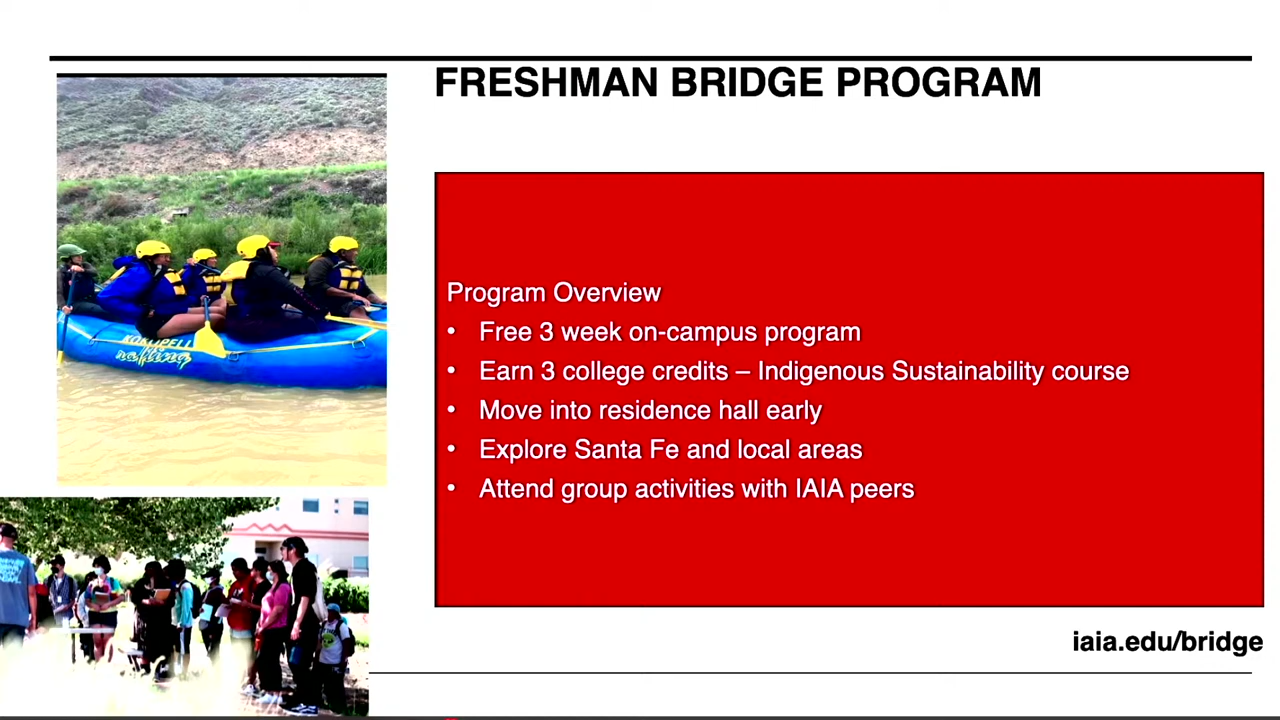 FRESHMAN BRIDGE PROGRAM
Program Overview
• Free 3 week on-campus program
• Earn 3 college credits – Indigenous Sustainability course
• Move into residence hall early
• Explore Santa Fe and local areas
• Attend group activities with IAIA peers
KOKOPELLI
rafting
iaia.edu/bridge